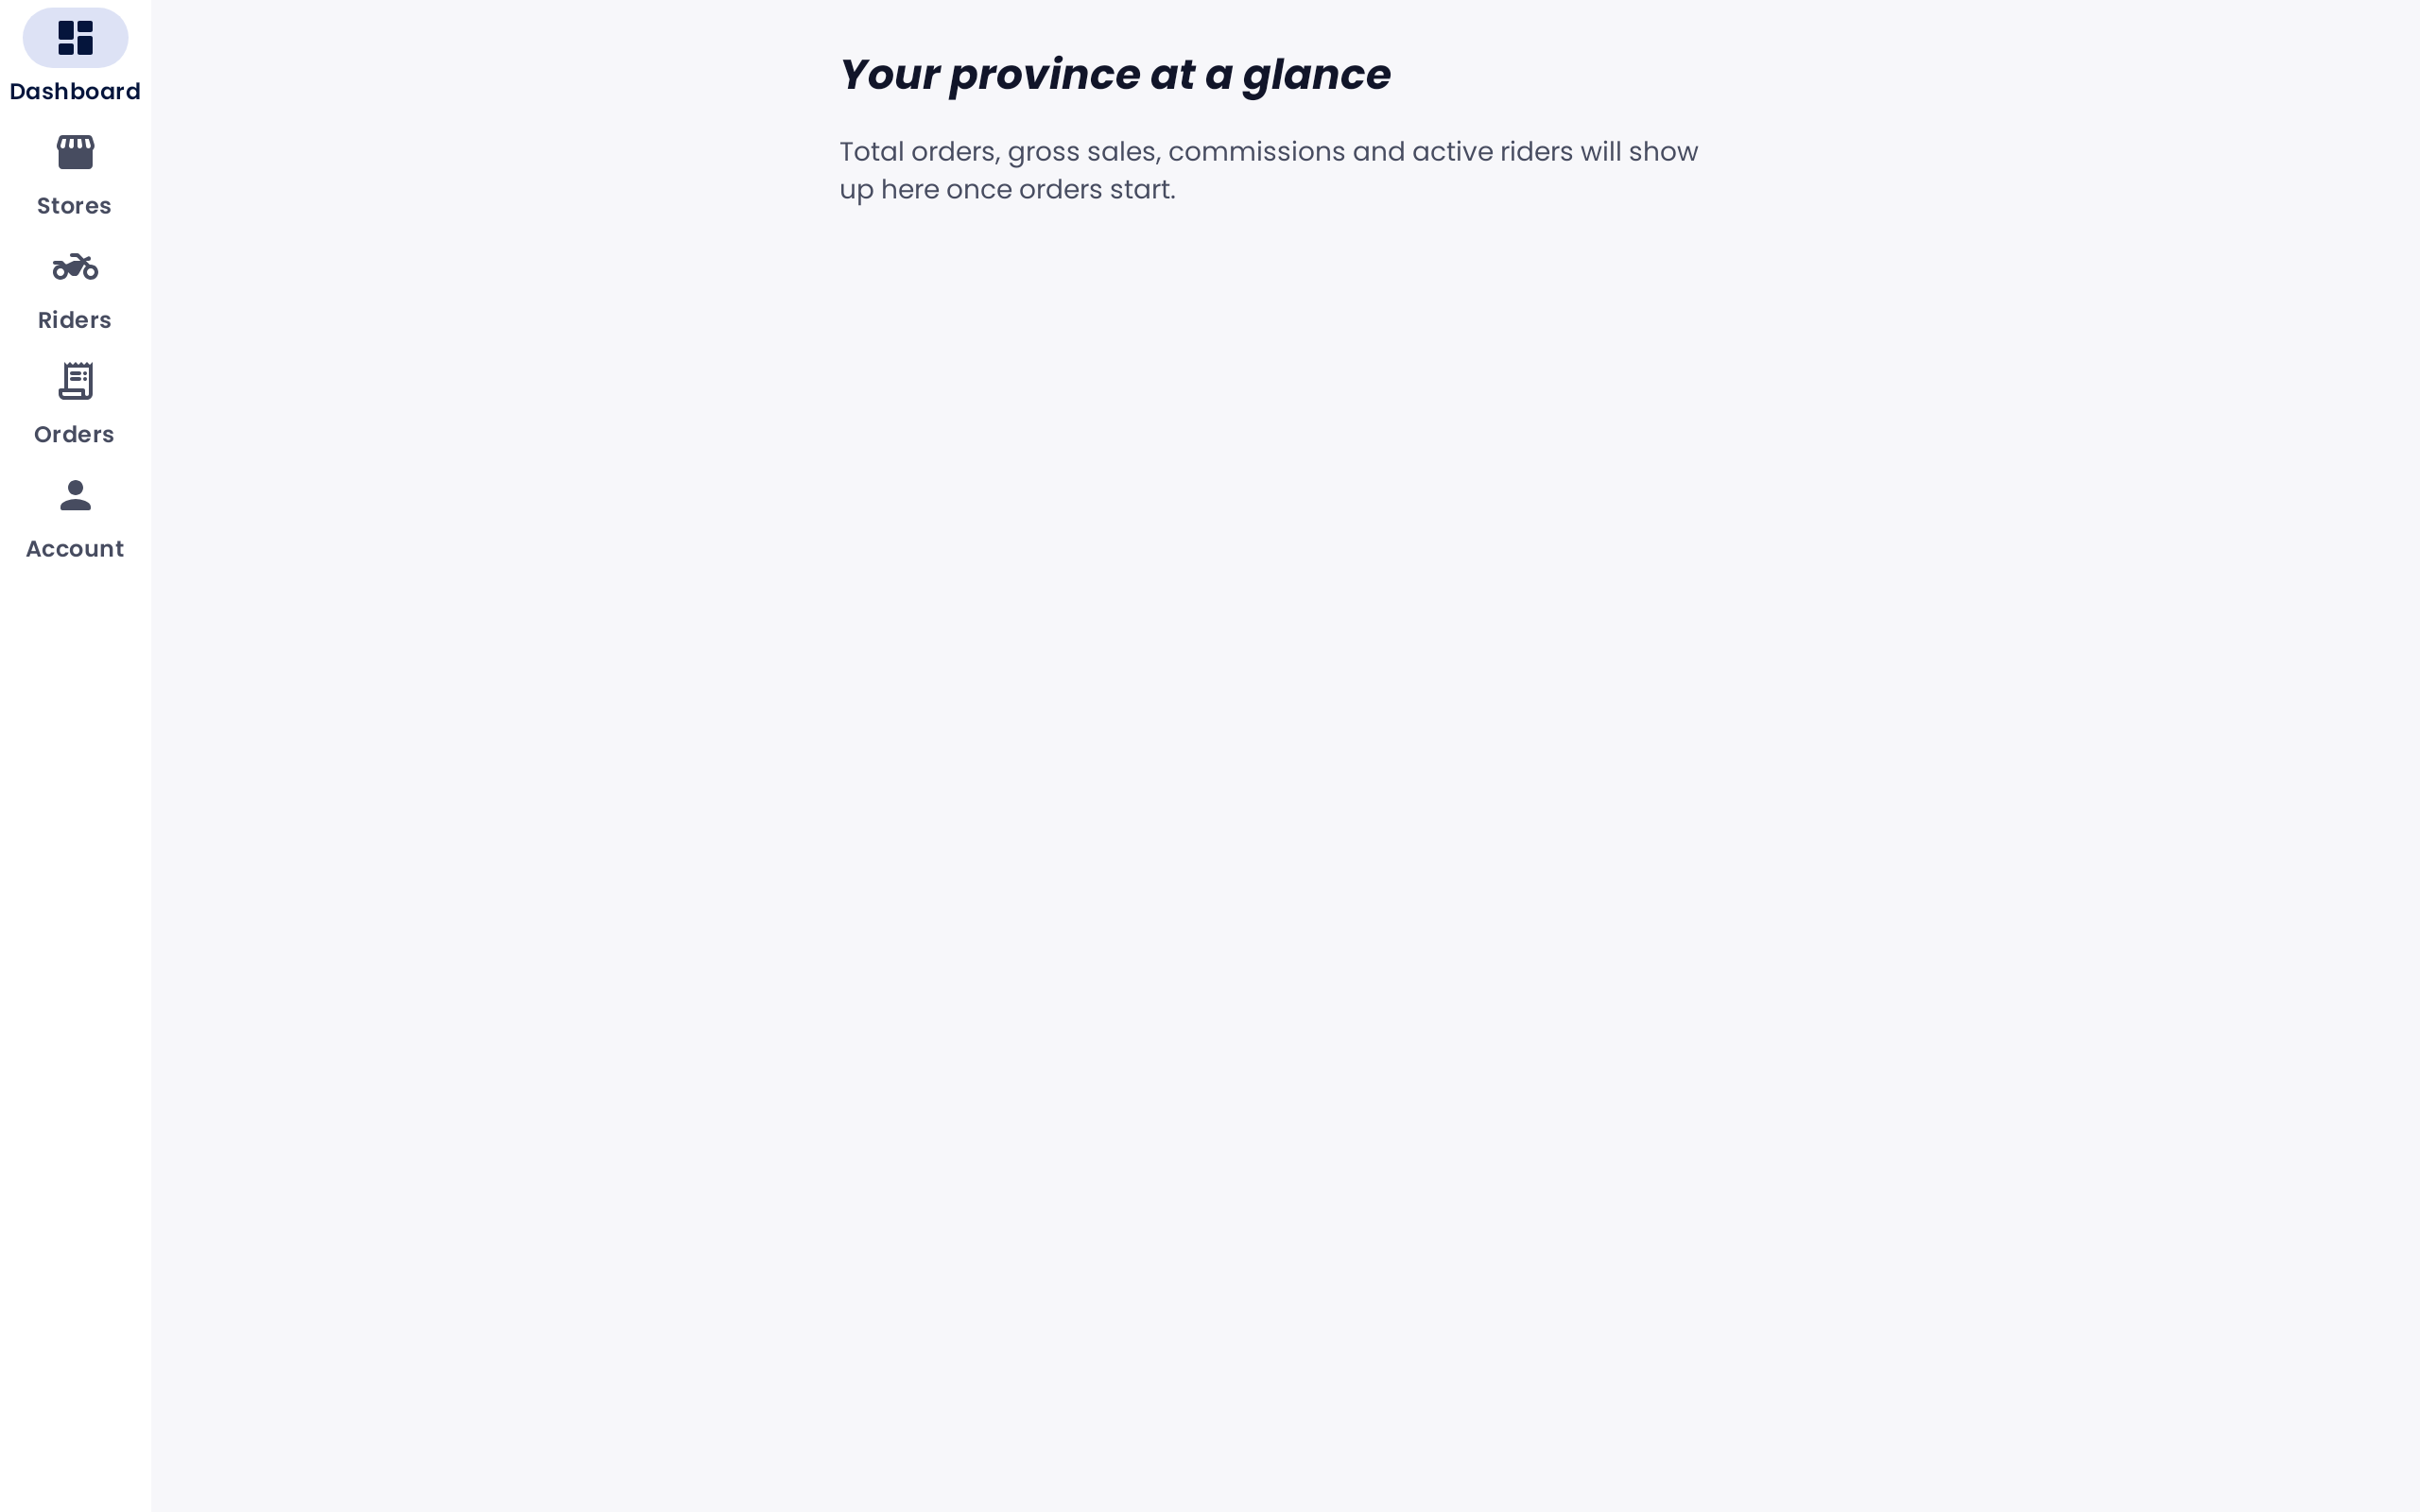 Dashboard
Stores
Riders
Orders
Account
Your province at a glance
Total orders, gross sales, commissions and active riders will show
up here once orders start.